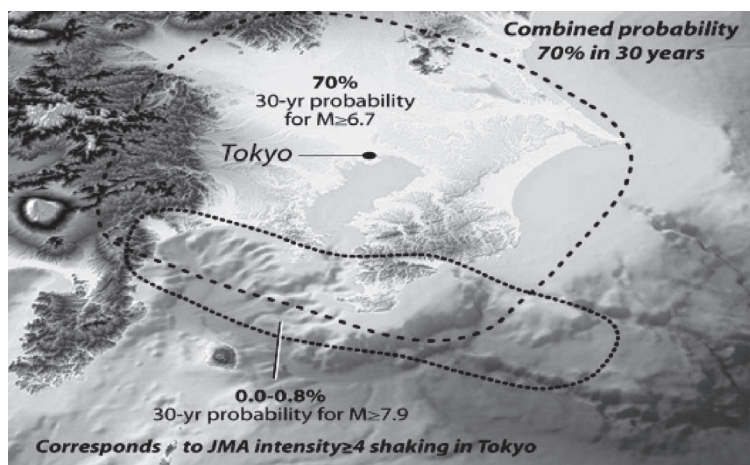 Combined probability
70% in 30 years
70%
30-yr probability
for M≥6.7
Tokyo
0.0-0.8%
30-yr probability for M≥7.9
Corresponds to JMA intensity≥4 shaking in Tokyo